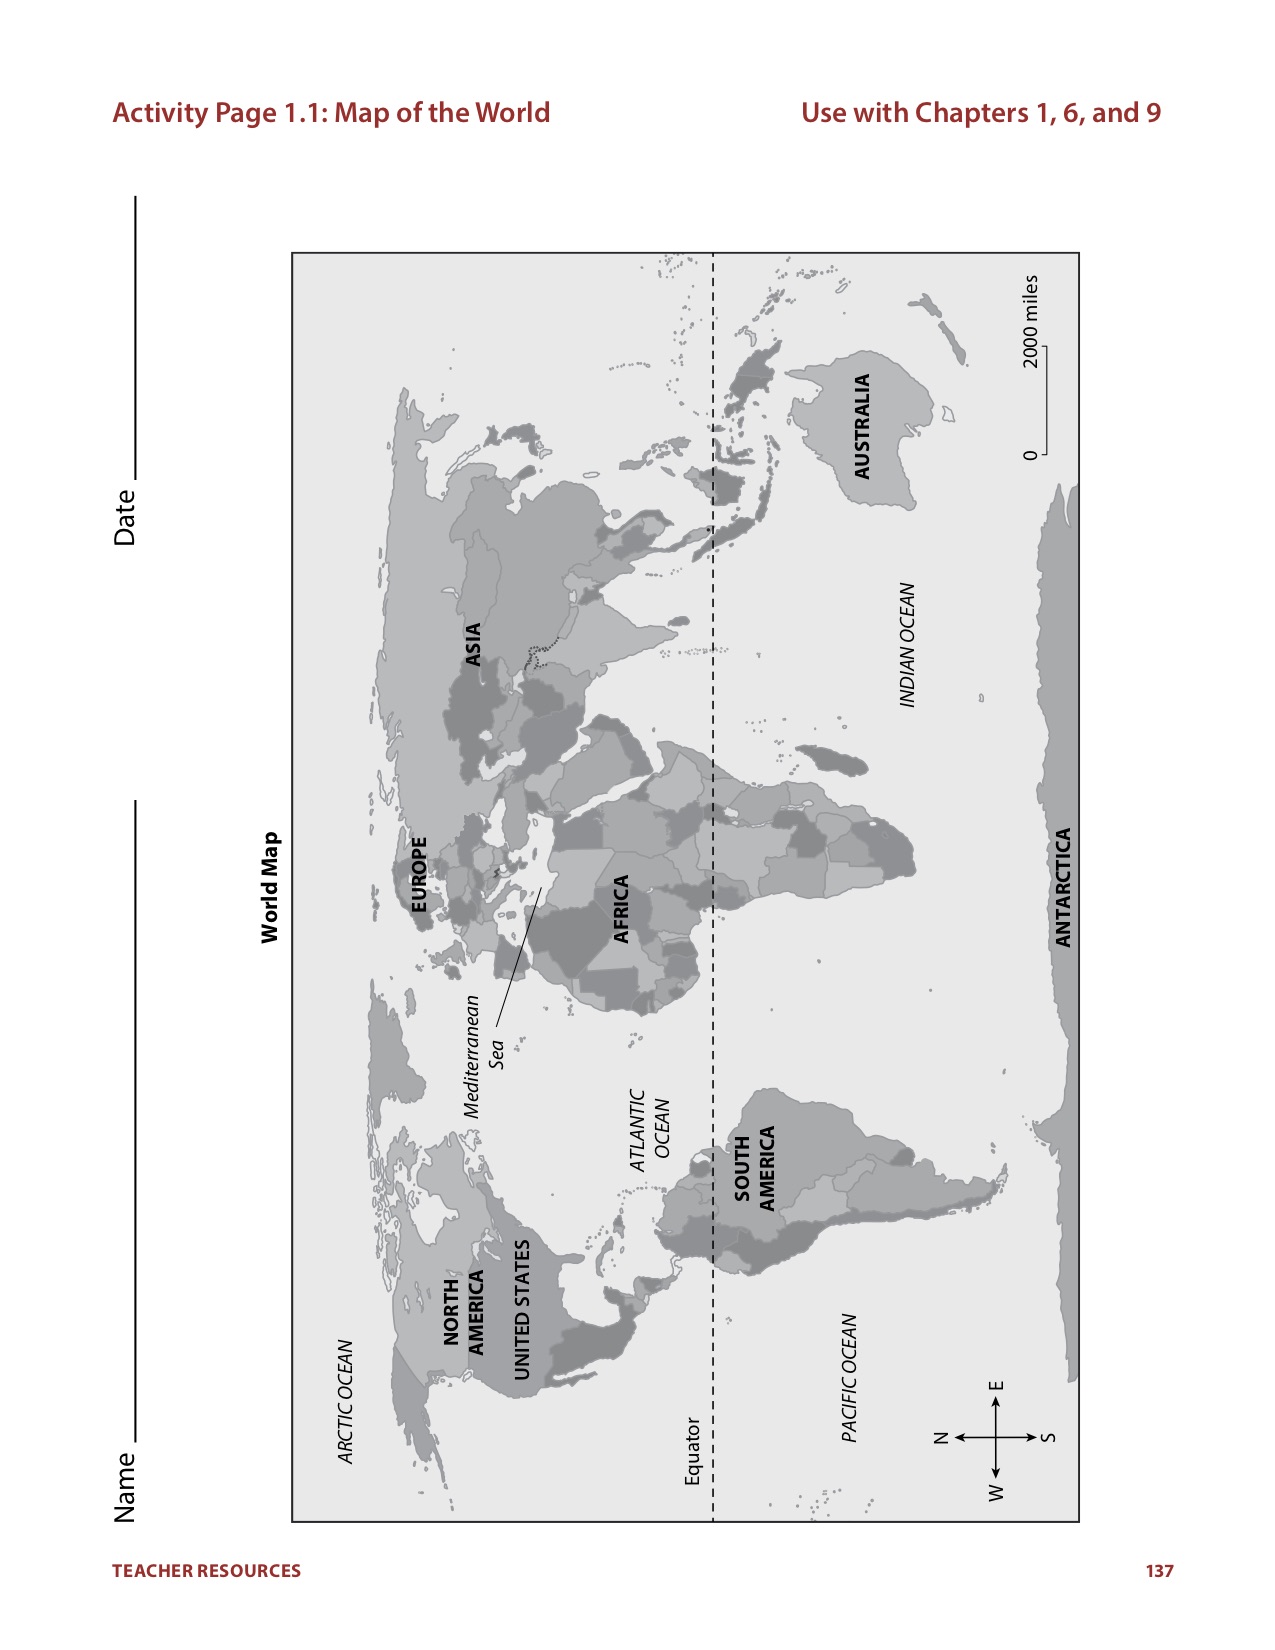 Activity Page 1.1: Map of the World
Use with Chapters 1, 6, and 9
Name
Date
World Map
ARCTIC OCEAN
NORTH
AMERICA
UNITED STATES
EUROPE
ASIA
Mediterranean
Sea
AFRICA
ATLANTIC
OCEAN
Equator
SOUTH
AMERICA
PACIFIC OCEAN
INDIAN OCEAN
AUSTRALIA
N
W
E
S
0
2000 miles
ANTARCTICA
TEACHER RESOURCES
137